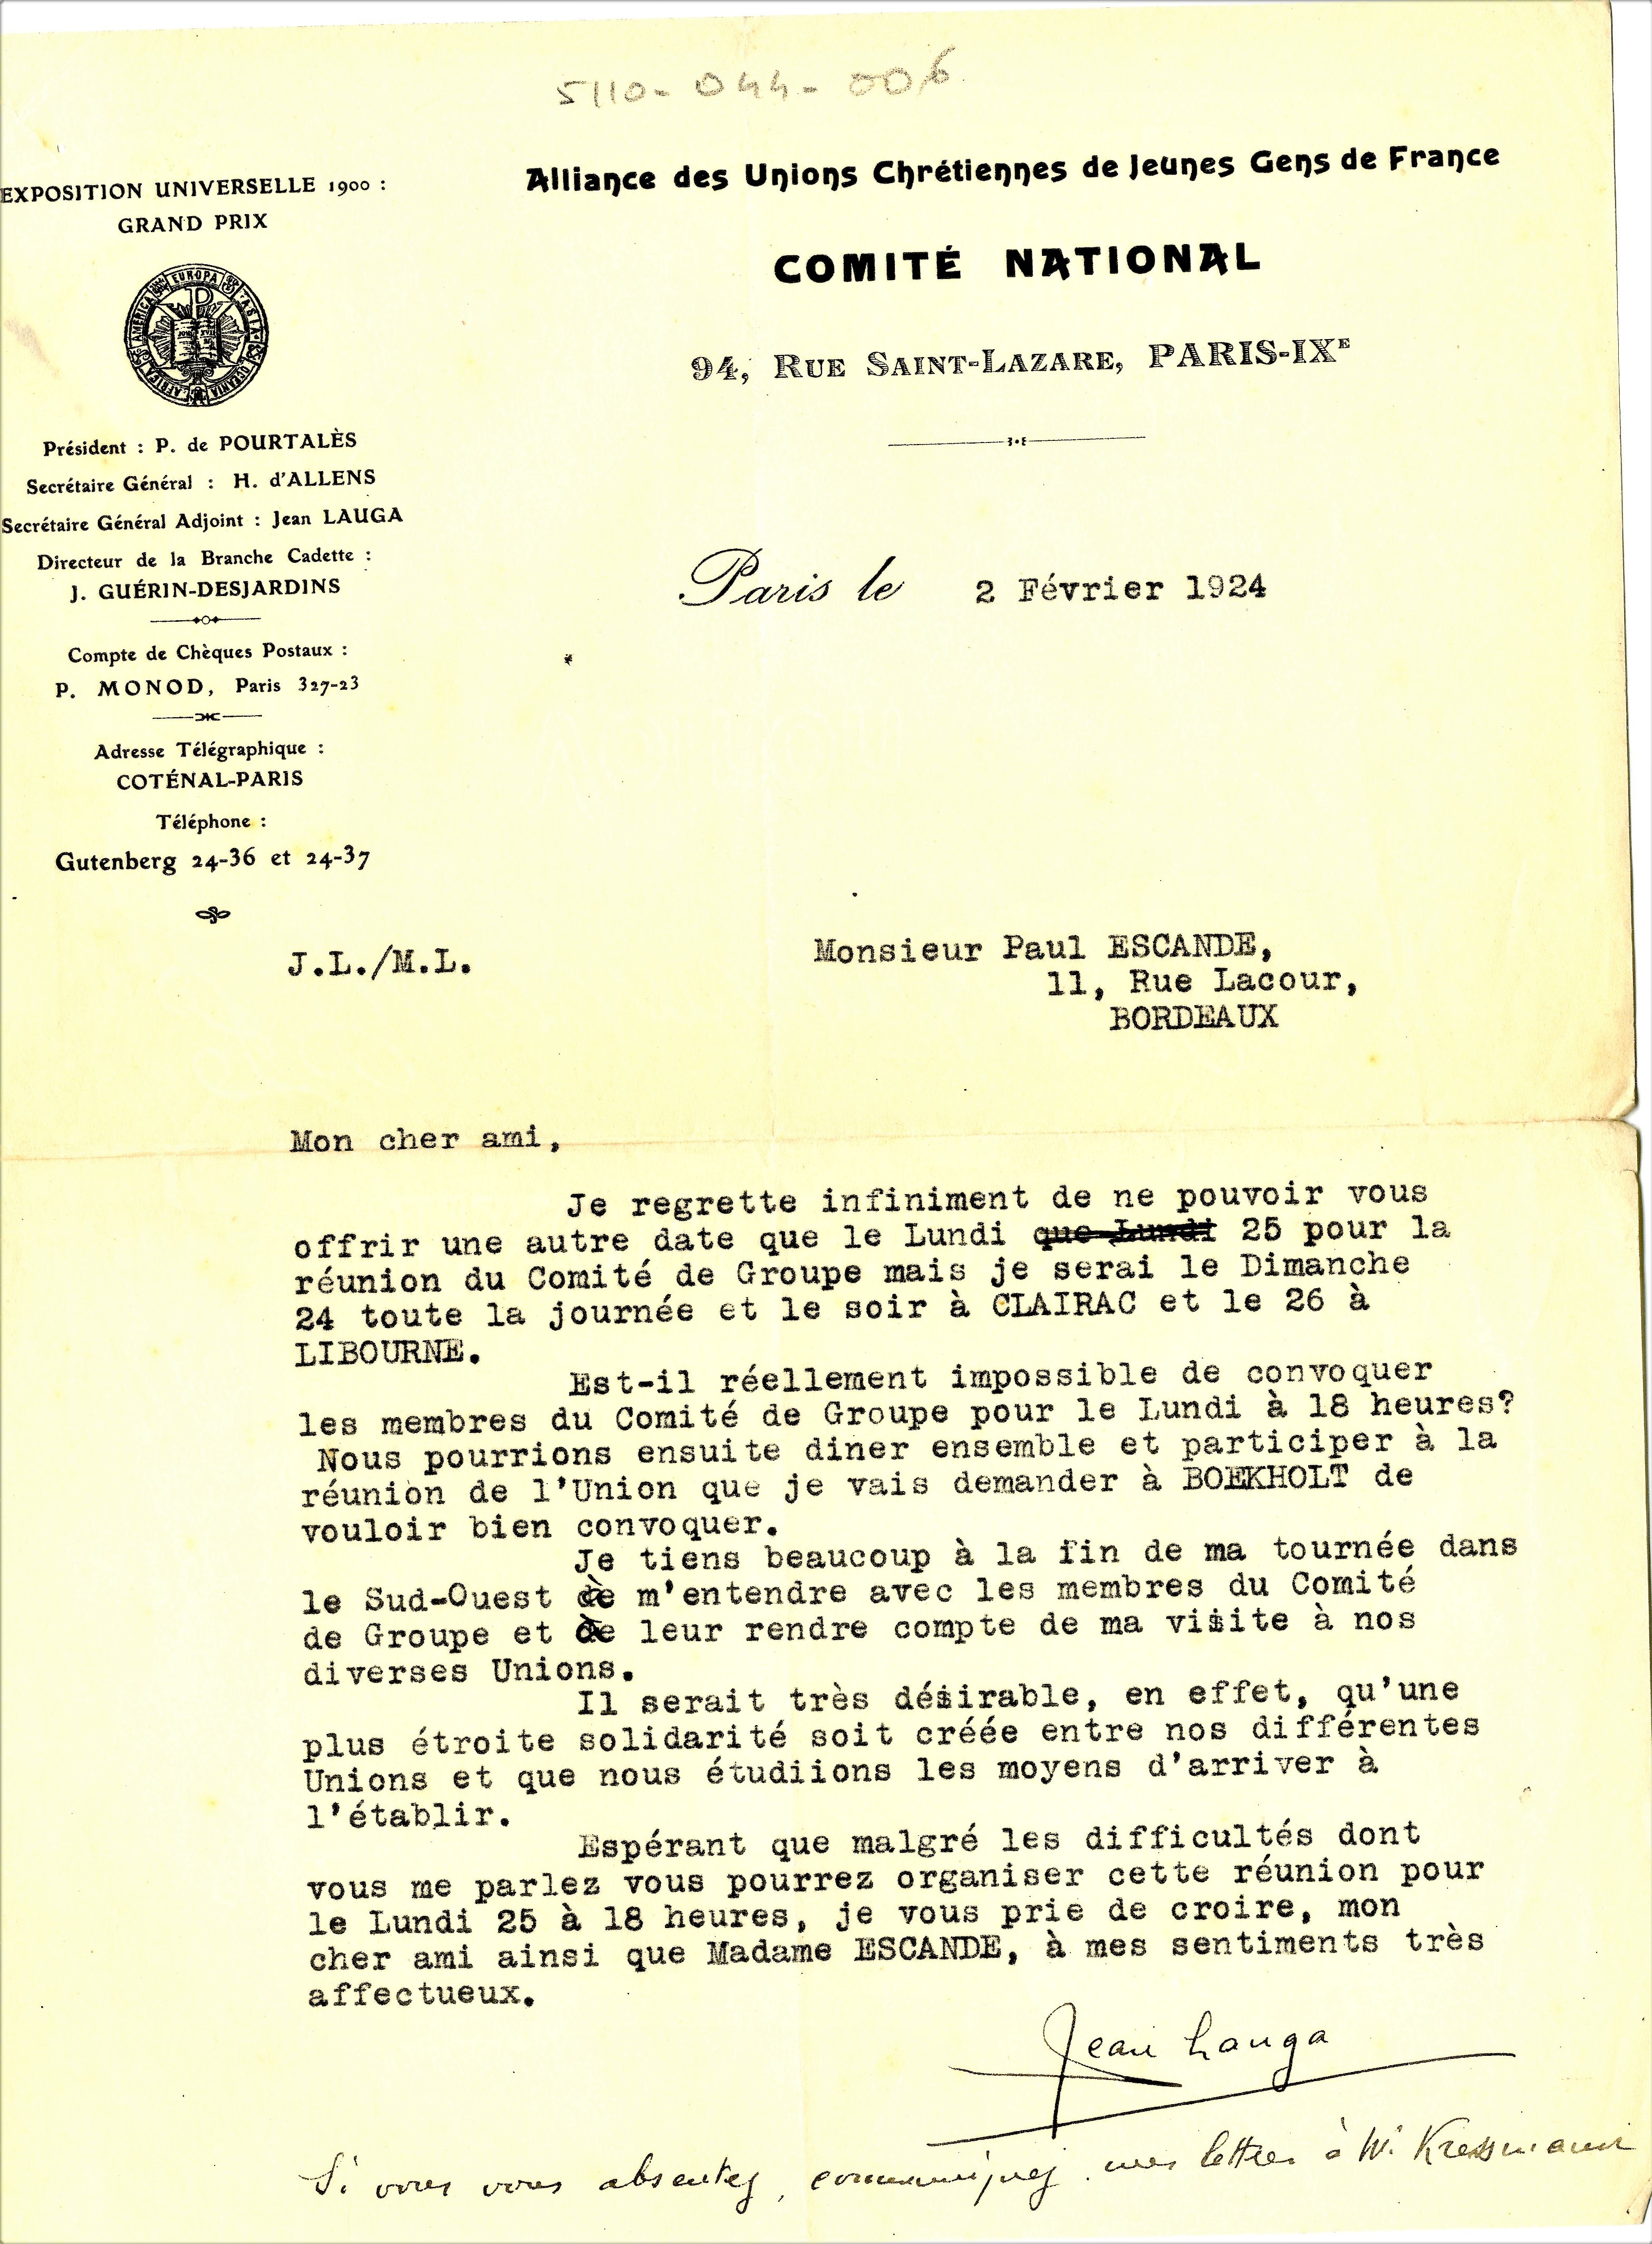 5110-044-006
EXPOSITION UNIVERSELLE 1900 :
GRAND PRIX
EUROPA ASIA OCEANIA AFRICA AMERICA
Président : P. de POURTALÈS
Secrétaire Général : H. d'ALLENS
Secrétaire Général Adjoint : Jean LAUGA
Directeur de la Branche Cadette :
J. GUÉRIN-DESJARDINS
Compte de Chèques Postaux :
P. MONOD, Paris 327-23
Adresse Télégraphique :
COTÉNAL-PARIS
Téléphone :
Gutenberg 24-36 et 24-37
Alliance des Unions Chrétiennes de Jeunes Gens de France
COMITÉ NATIONAL
94, RUE SAINT-LAZARE, PARIS-IXE
Paris le 2 Février 1924
J.L./M.L.
Monsieur Paul ESCANDE,
11, Rue Lacour,
BORDEAUX
Mon cher ami,
Je regrette infiniment de ne pouvoir vous
offrir une autre date que le Lundi que Lundi 25 pour la
réunion du Comité de Groupe mais je serai le Dimanche
24 toute la journée et le soir à CLAIRAC et le 26 à
LIBOURNE.
Est-il réellement impossible de convoquer
les membres du Comité de Groupe pour le Lundi à 18 heures?
Nous pourrions ensuite diner ensemble et participer à la
réunion de l'Union que je vais demander à BOEKHOLT de
vouloir bien convoquer.
Je tiens beaucoup à la fin de ma tournée dans
le Sud-Ouest de m'entendre avec les membres du Comité
de Groupe et de leur rendre compte de ma visite à nos
diverses Unions.
Il serait très désirable, en effet, qu'une
plus étroite solidarité soit créée entre nos différentes
Unions et que nous étudiions les moyens d'arriver à
l'établir.
Espérant que malgré les difficultés dont
vous me parlez vous pourrez organiser cette réunion pour
le Lundi 25 à 18 heures, je vous prie de croire, mon
cher ami ainsi que Madame ESCANDE, à mes sentiments très
affectueux.
Jean Lauga
Si vous vous absentez, communiquez mes lettres à W. Kressmann